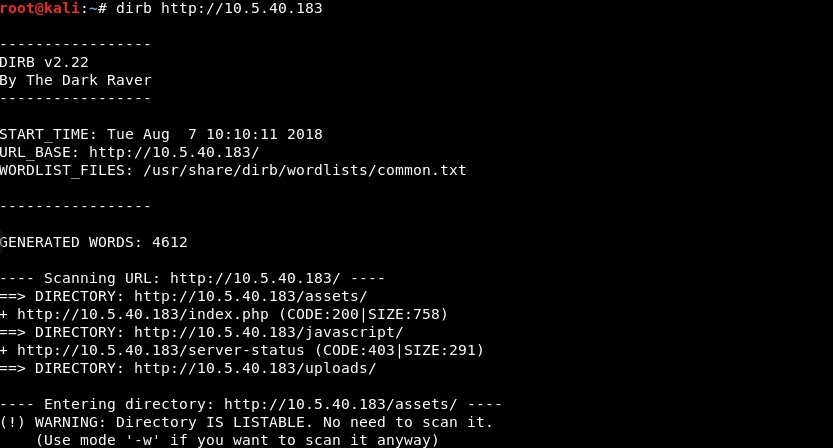 root@kali:~# dirb http://10.5.40.183
-----------------
DIRB v2.22
By The Dark Raver
-----------------
START_TIME: Tue Aug  7 10:10:11 2018
URL_BASE: http://10.5.40.183/
WORDLIST_FILES: /usr/share/dirb/wordlists/common.txt
-----------------
GENERATED WORDS: 4612
---- Scanning URL: http://10.5.40.183/ ----
==> DIRECTORY: http://10.5.40.183/assets/
+ http://10.5.40.183/index.php (CODE:200|SIZE:758)
==> DIRECTORY: http://10.5.40.183/javascript/
+ http://10.5.40.183/server-status (CODE:403|SIZE:291)
==> DIRECTORY: http://10.5.40.183/uploads/
---- Entering directory: http://10.5.40.183/assets/ ----
(!) WARNING: Directory IS LISTABLE. No need to scan it.
    (Use mode '-w' if you want to scan it anyway)